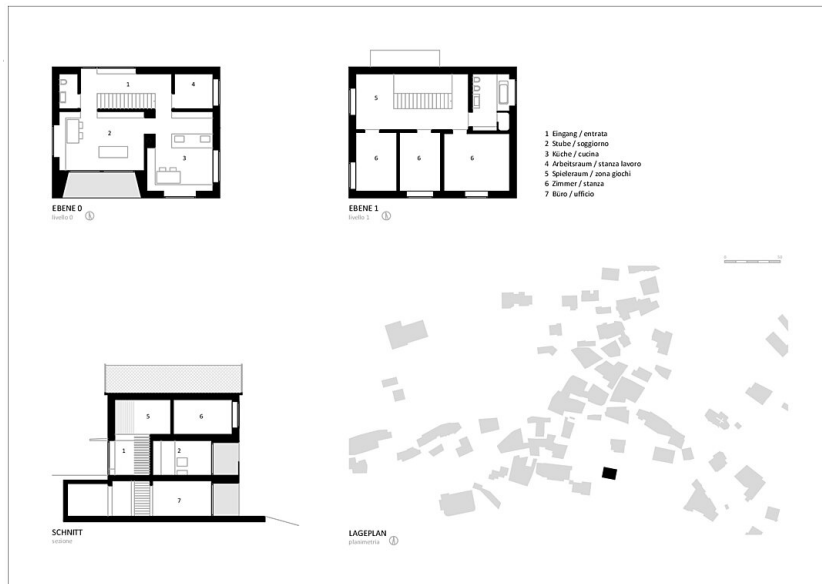 1
4
2
3
EBENE 0
livello 0
5
6
6
6
EBENE 1
livello 1
1 Eingang / entrata
2 Stube / soggiorno
3 Küche / cucina
4 Arbeitsraum / stanza lavoro
5 Spieleraum / zona giochi
6 Zimmer / stanza
7 Büro / ufficio
5
6
1
2
7
SCHNITT
sezione
LAGEPLAN
planimetria